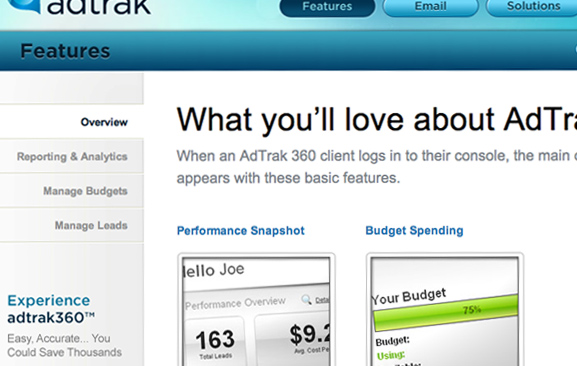 adtrak
Features
Email
Solutions
Features
Overview
Reporting & Analytics
Manage Budgets
Manage Leads
Experience
adtrak360™
Easy, Accurate... You
Could Save Thousands
What you'll love about AdTra
When an AdTrak 360 client logs in to their console, the main
appears with these basic features.
Performance Snapshot
Budget Spending
Hello Joe
Performance Overview
163
Total Leads
$9.2
Avg. Cost Pe
Your Budget
75%
Budget:
Using: